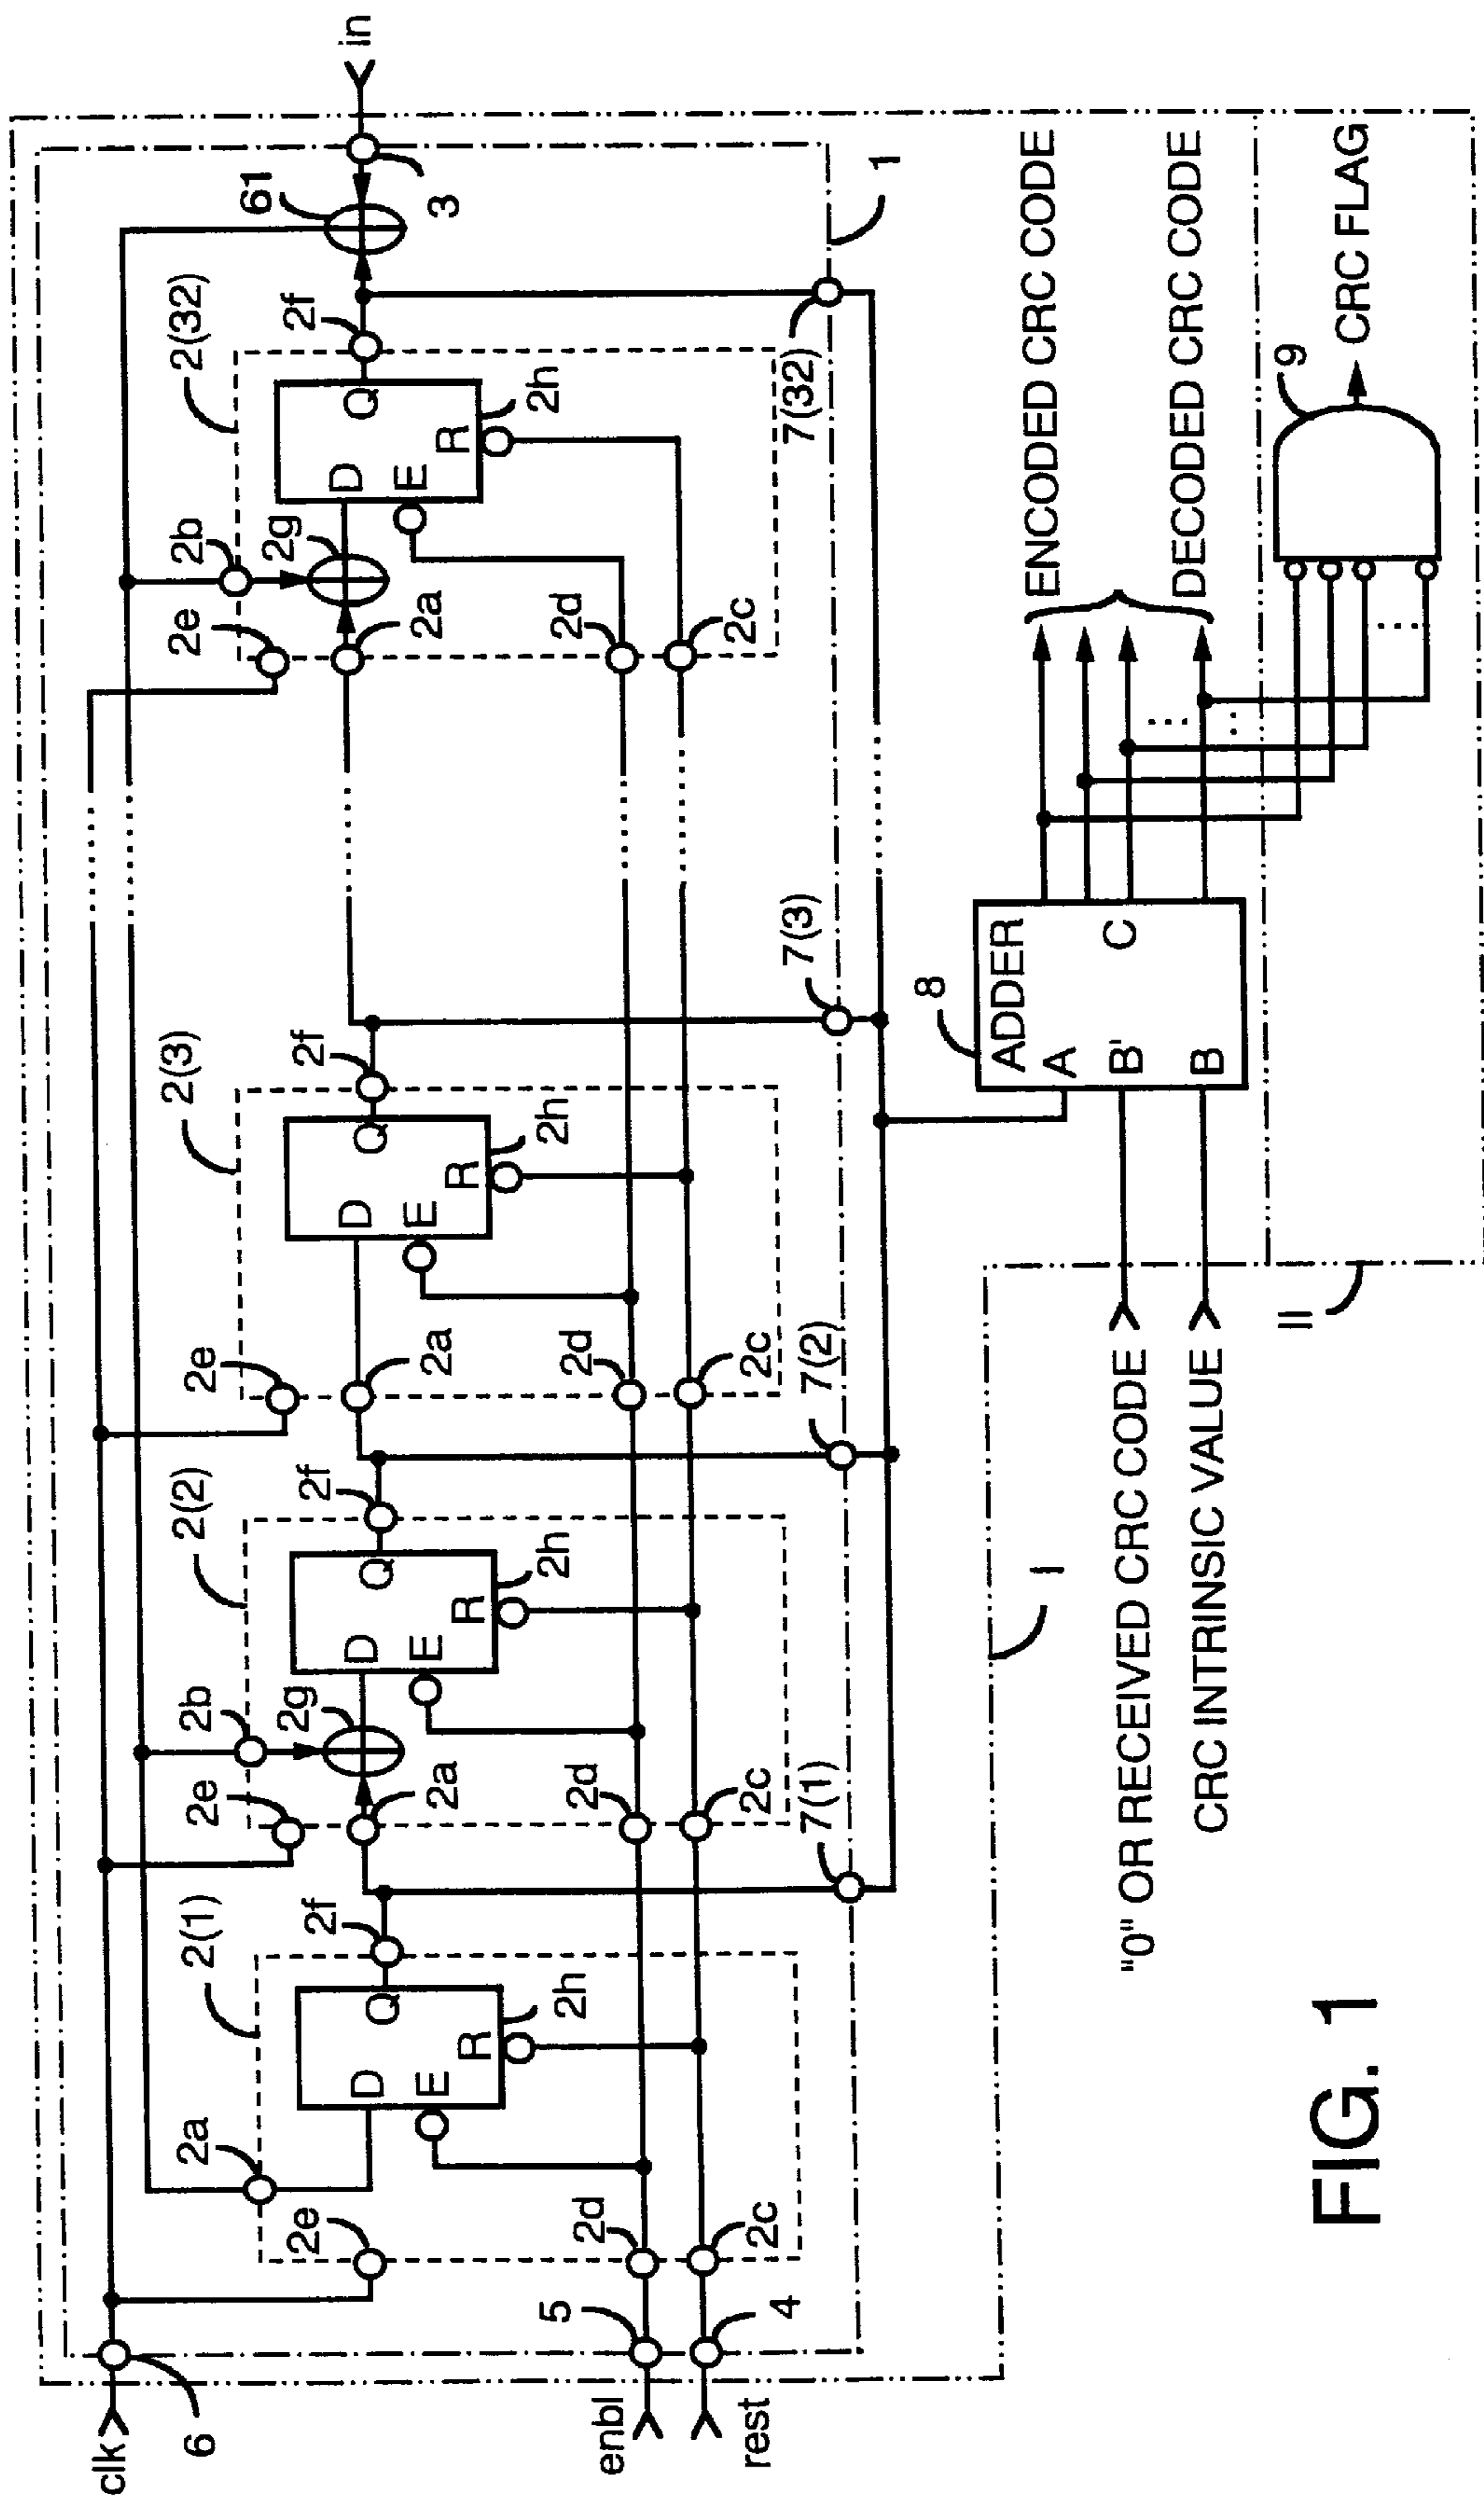 clk
6
2e
2a
2(1)
2f
D
Q
E
R
2h
2d
2c
5
4
enbl
rest
2e
2b
2g
2(2)
2f
2a
D
Q
E
R
2h
2d
2c
7(1)
2e
2(3)
2f
2a
D
Q
E
R
2h
2d
2c
7(2)
7(3)
2e
2b
2g
2(32)
2f
61
in
2a
D
Q
E
R
2h
3
2d
2c
7(32)
1
8
ADDER
A
B'
B
C
"0" OR RECEIVED CRC CODE
CRC INTRINSIC VALUE
ENCODED CRC CODE
DECODED CRC CODE
9
CRC FLAG
I
II
FIG. 1